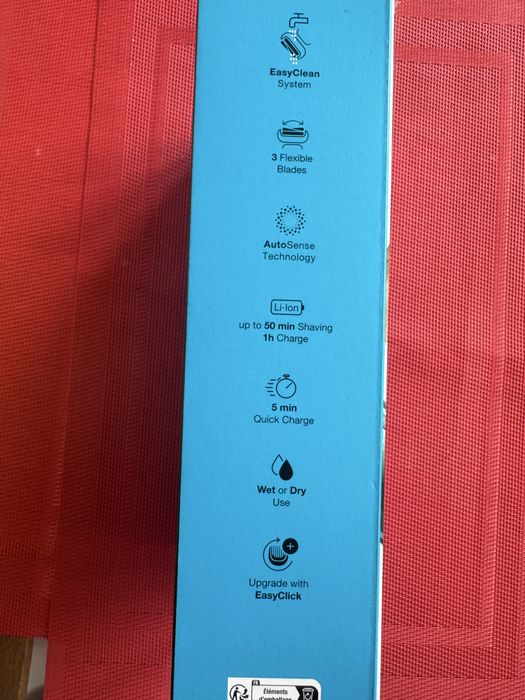 EasyClean
System
3 Flexible
Blades
AutoSense
Technology
Li-Ion
up to 50 min Shaving
1h Charge
5 min
Quick Charge
Wet or Dry
Use
Upgrade with
EasyClick
FR
Éléments
d'emballage